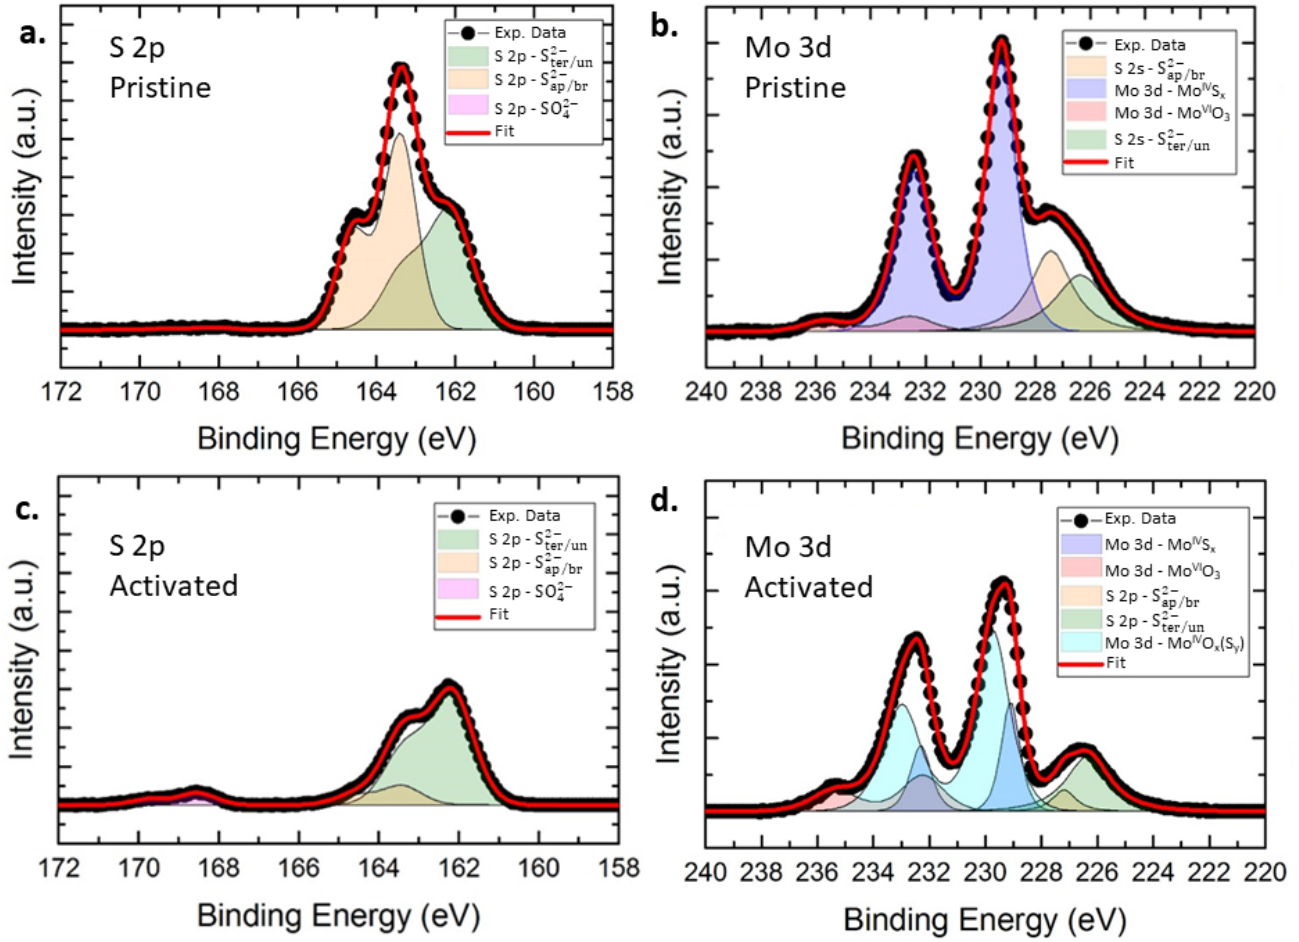 a.
S 2p
Pristine
Exp. Data
S 2p - S²⁻ter/un
S 2p - S²⁻ap/br
S 2p - SO₄²⁻
Fit
Intensity (a.u.)
172 170 168 166 164 162 160 158
Binding Energy (eV)
b.
Mo 3d
Pristine
Exp. Data
S 2s - S²⁻ap/br
Mo 3d - MoᴵⱽSₓ
Mo 3d - MoⱽᴵO₃
S 2s - S²⁻ter/un
Fit
Intensity (a.u.)
240 238 236 234 232 230 228 226 224 222 220
Binding Energy (eV)
c.
S 2p
Activated
Exp. Data
S 2p - S²⁻ter/un
S 2p - S²⁻ap/br
S 2p - SO₄²⁻
Fit
Intensity (a.u.)
172 170 168 166 164 162 160 158
Binding Energy (eV)
d.
Mo 3d
Activated
Exp. Data
Mo 3d - MoᴵⱽSₓ
Mo 3d - MoⱽᴵO₃
S 2p - S²⁻ap/br
S 2p - S²⁻ter/un
Mo 3d - MoᴵⱽOₓ(Sᵧ)
Fit
Intensity (a.u.)
240 238 236 234 232 230 228 226 224 222 220
Binding Energy (eV)